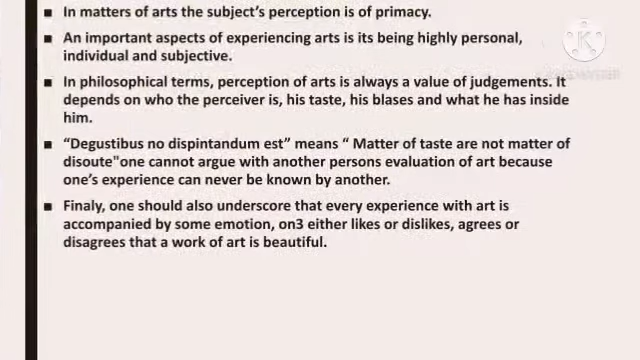 In matters of arts the subject's perception is of primacy.
An important aspects of experiencing arts is its being highly personal,
individual and subjective.
In philosophical terms, perception of arts is always a value of judgements. It
depends on who the perceiver is, his taste, his blases and what he has inside
him.
"Degustibus no dispintandum est" means " Matter of taste are not matter of
disoute"one cannot argue with another persons evaluation of art because
one's experience can never be known by another.
Finaly, one should also underscore that every experience with art is
accompanied by some emotion, on3 either likes or dislikes, agrees or
disagrees that a work of art is beautiful.
K